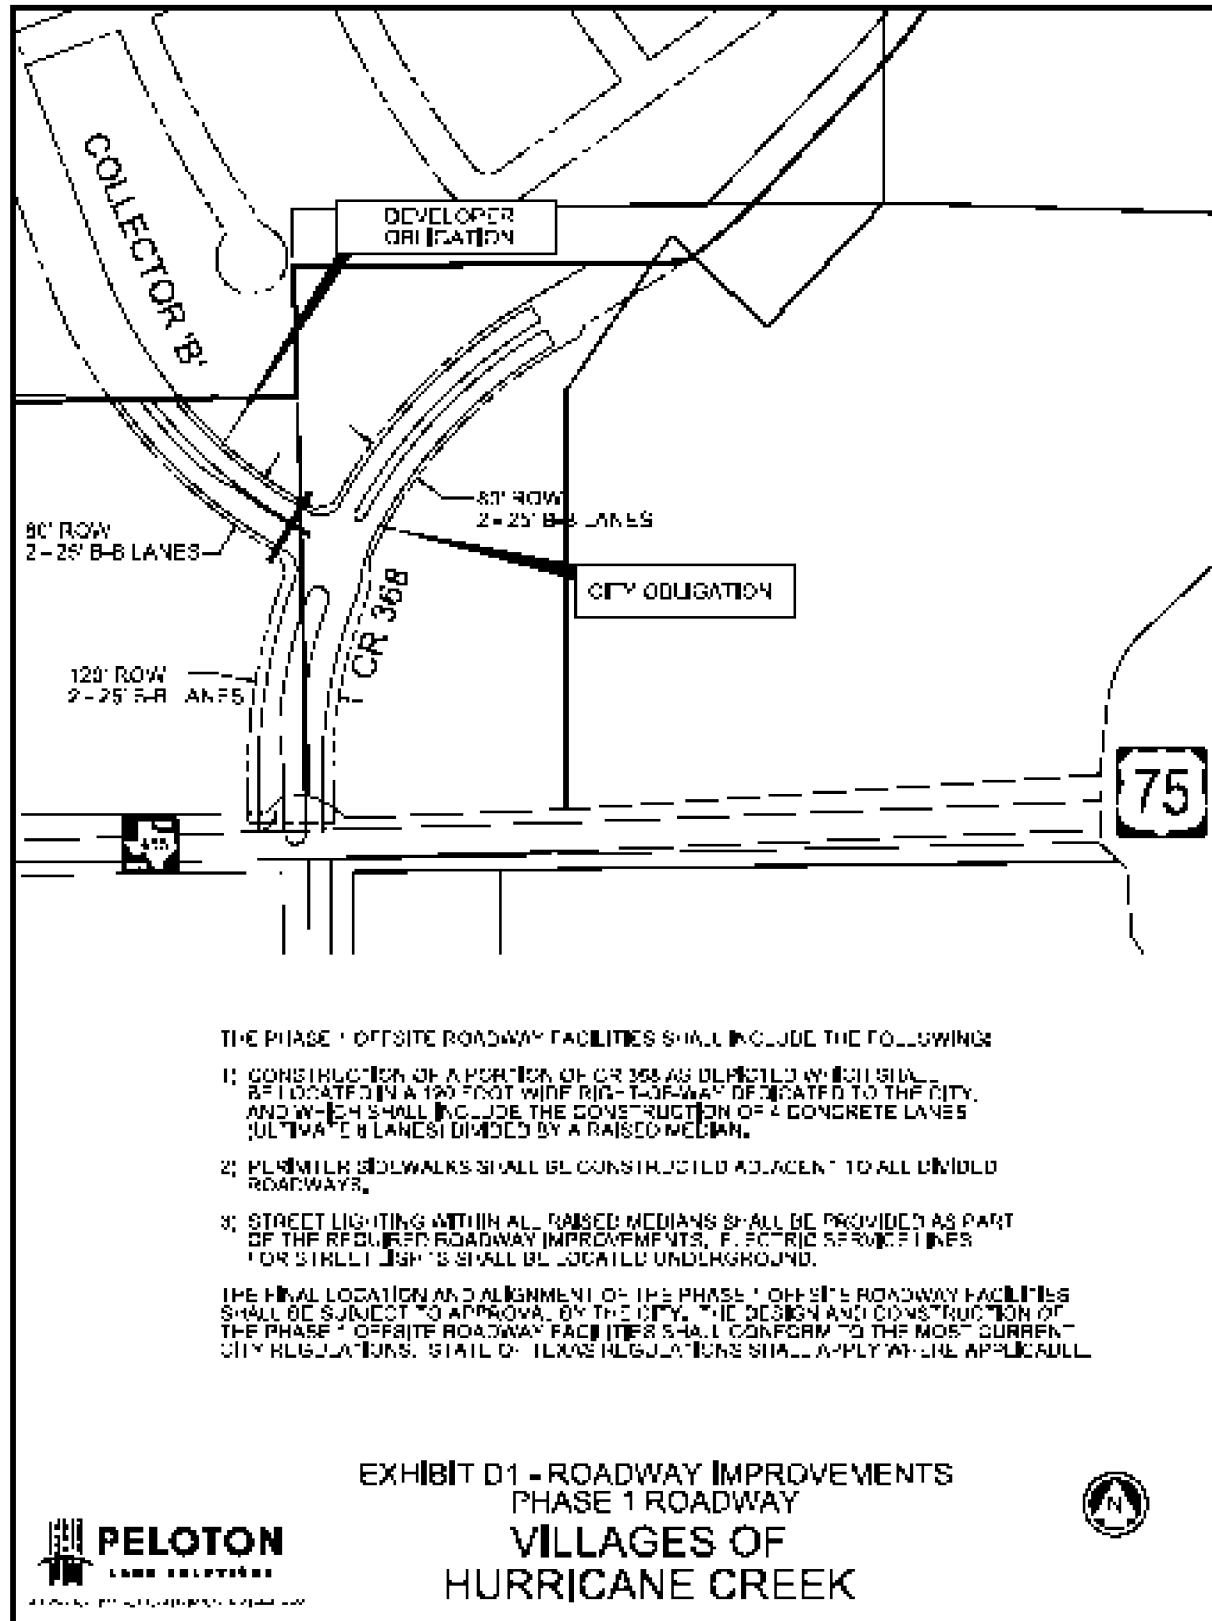 COLLECTOR 'B'
DEVELOPER
OBLIGATION
80' ROW
2 - 25' B-B LANES
80' ROW
2 - 25' B-B LANES
CITY OBLIGATION
CR 368
120' ROW
2 - 25' B-B LANES
75
455
THE PHASE 1 OFFSITE ROADWAY FACILITIES SHALL INCLUDE THE FOLLOWING:
1) CONSTRUCTION OF A PORTION OF CR 368 AS DEPICTED WHICH SHALL
BE LOCATED IN A 120 FOOT WIDE RIGHT-OF-WAY DEDICATED TO THE CITY,
AND WHICH SHALL INCLUDE THE CONSTRUCTION OF 4 CONCRETE LANES
(ULTIMATE 6 LANES) DIVIDED BY A RAISED MEDIAN.
2) PERIMITER SIDEWALKS SHALL BE CONSTRUCTED ADJACENT TO ALL DIVIDED
ROADWAYS.
3) STREET LIGHTING WITHIN ALL RAISED MEDIANS SHALL BE PROVIDED AS PART
OF THE REQUIRED ROADWAY IMPROVEMENTS. ELECTRIC SERVICE LINES
FOR STREET LIGHTS SHALL BE LOCATED UNDERGROUND.
THE FINAL LOCATION AND ALIGNMENT OF THE PHASE 1 OFFSITE ROADWAY FACILITIES
SHALL BE SUBJECT TO APPROVAL BY THE CITY. THE DESIGN AND CONSTRUCTION OF
THE PHASE 1 OFFSITE ROADWAY FACILITIES SHALL CONFORM TO THE MOST CURRENT
CITY REGULATIONS. STATE OF TEXAS REGULATIONS SHALL APPLY WHERE APPLICABLE.
EXHIBIT D1 - ROADWAY IMPROVEMENTS
PHASE 1 ROADWAY
VILLAGES OF
HURRICANE CREEK
N
PELOTON
LAND SOLUTIONS